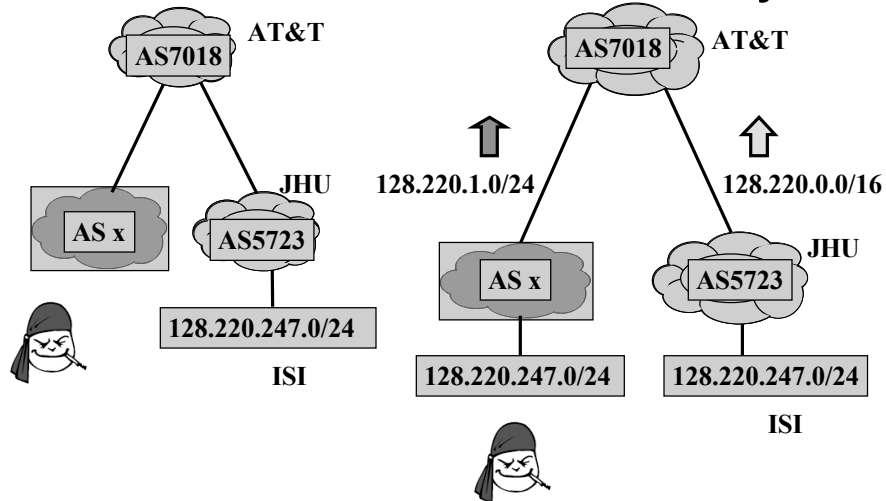 AT&T
AS7018
JHU
AS x
AS5723
128.220.247.0/24
ISI
AT&T
AS7018
128.220.1.0/24
128.220.0.0/16
JHU
AS x
AS5723
128.220.247.0/24
128.220.247.0/24
ISI